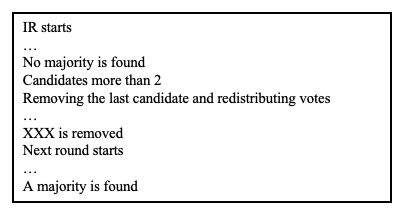 IR starts
…
No majority is found
Candidates more than 2
Removing the last candidate and redistributing votes
…
XXX is removed
Next round starts
…
A majority is found